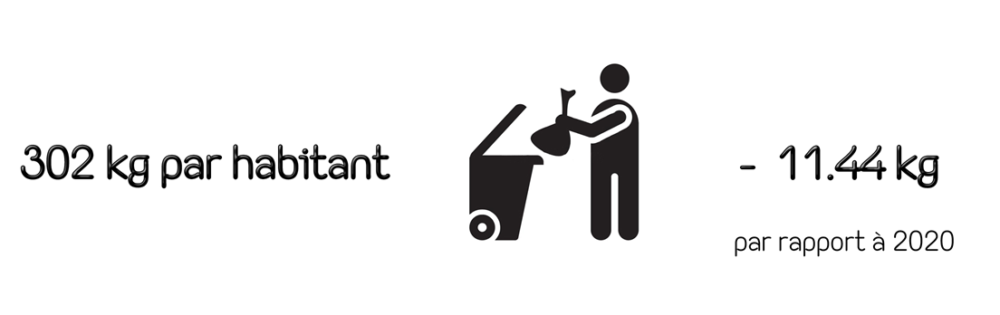 302 kg par habitant
- 11.44 kg
par rapport à 2020